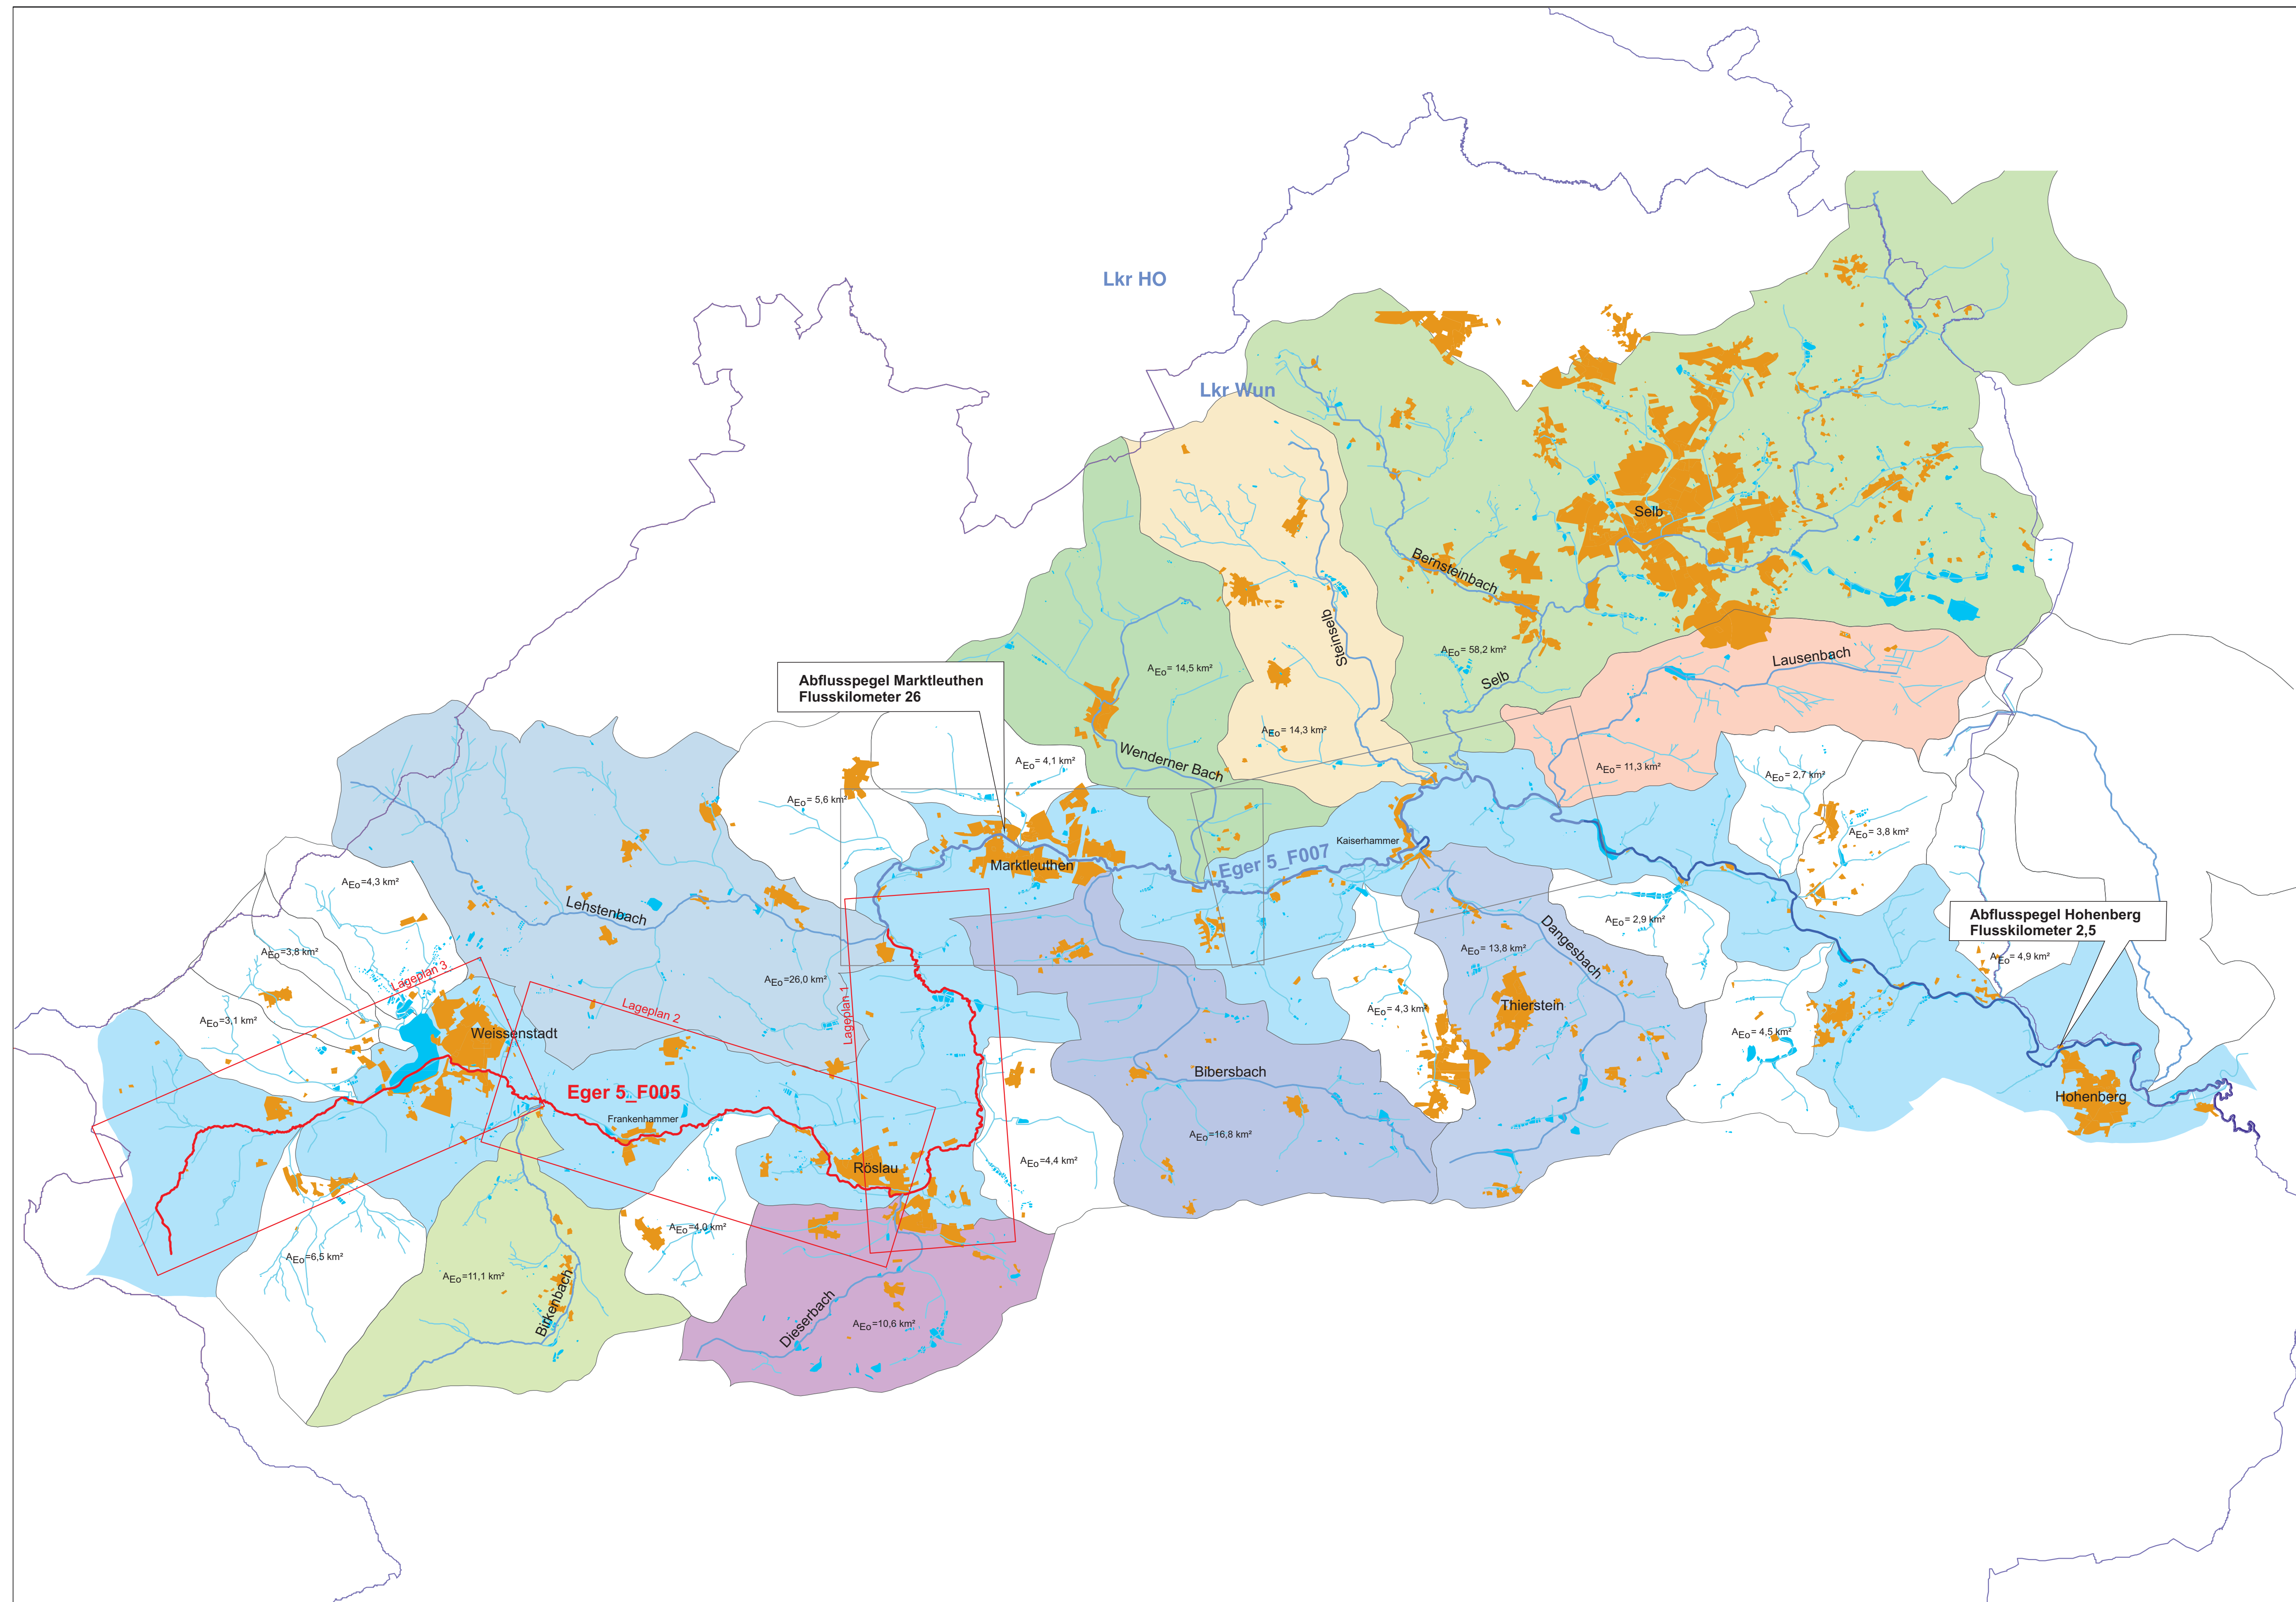 Lkr HO
Lkr Wun
Selb
Bernsteinbach
Steinselb
AEo= 58,2 km²
Lausenbach
AEo= 14,5 km²
Selb
Abflusspegel Marktleuthen
Flusskilometer 26
AEo= 14,3 km²
Wenderner Bach
AEo= 4,1 km²
AEo= 11,3 km²
AEo= 2,7 km²
AEo= 5,6 km²
AEo= 3,8 km²
Kaiserhammer
Marktleuthen
Eger 5_F007
AEo=4,3 km²
Lehstenbach
Abflusspegel Hohenberg
Flusskilometer 2,5
AEo= 2,9 km²
Dangesbach
AEo= 13,8 km²
AEo=3,8 km²
AEo= 4,9 km²
Lageplan 3
AEo=26,0 km²
Lageplan 1
Lageplan 2
Thierstein
AEo= 4,3 km²
AEo=3,1 km²
Weissenstadt
AEo= 4,5 km²
Bibersbach
Eger 5_F005
Hohenberg
Frankenhammer
AEo=16,8 km²
Röslau
AEo=4,4 km²
AEo=4,0 km²
AEo=6,5 km²
AEo=11,1 km²
Birkenbach
Dieserbach
AEo=10,6 km²